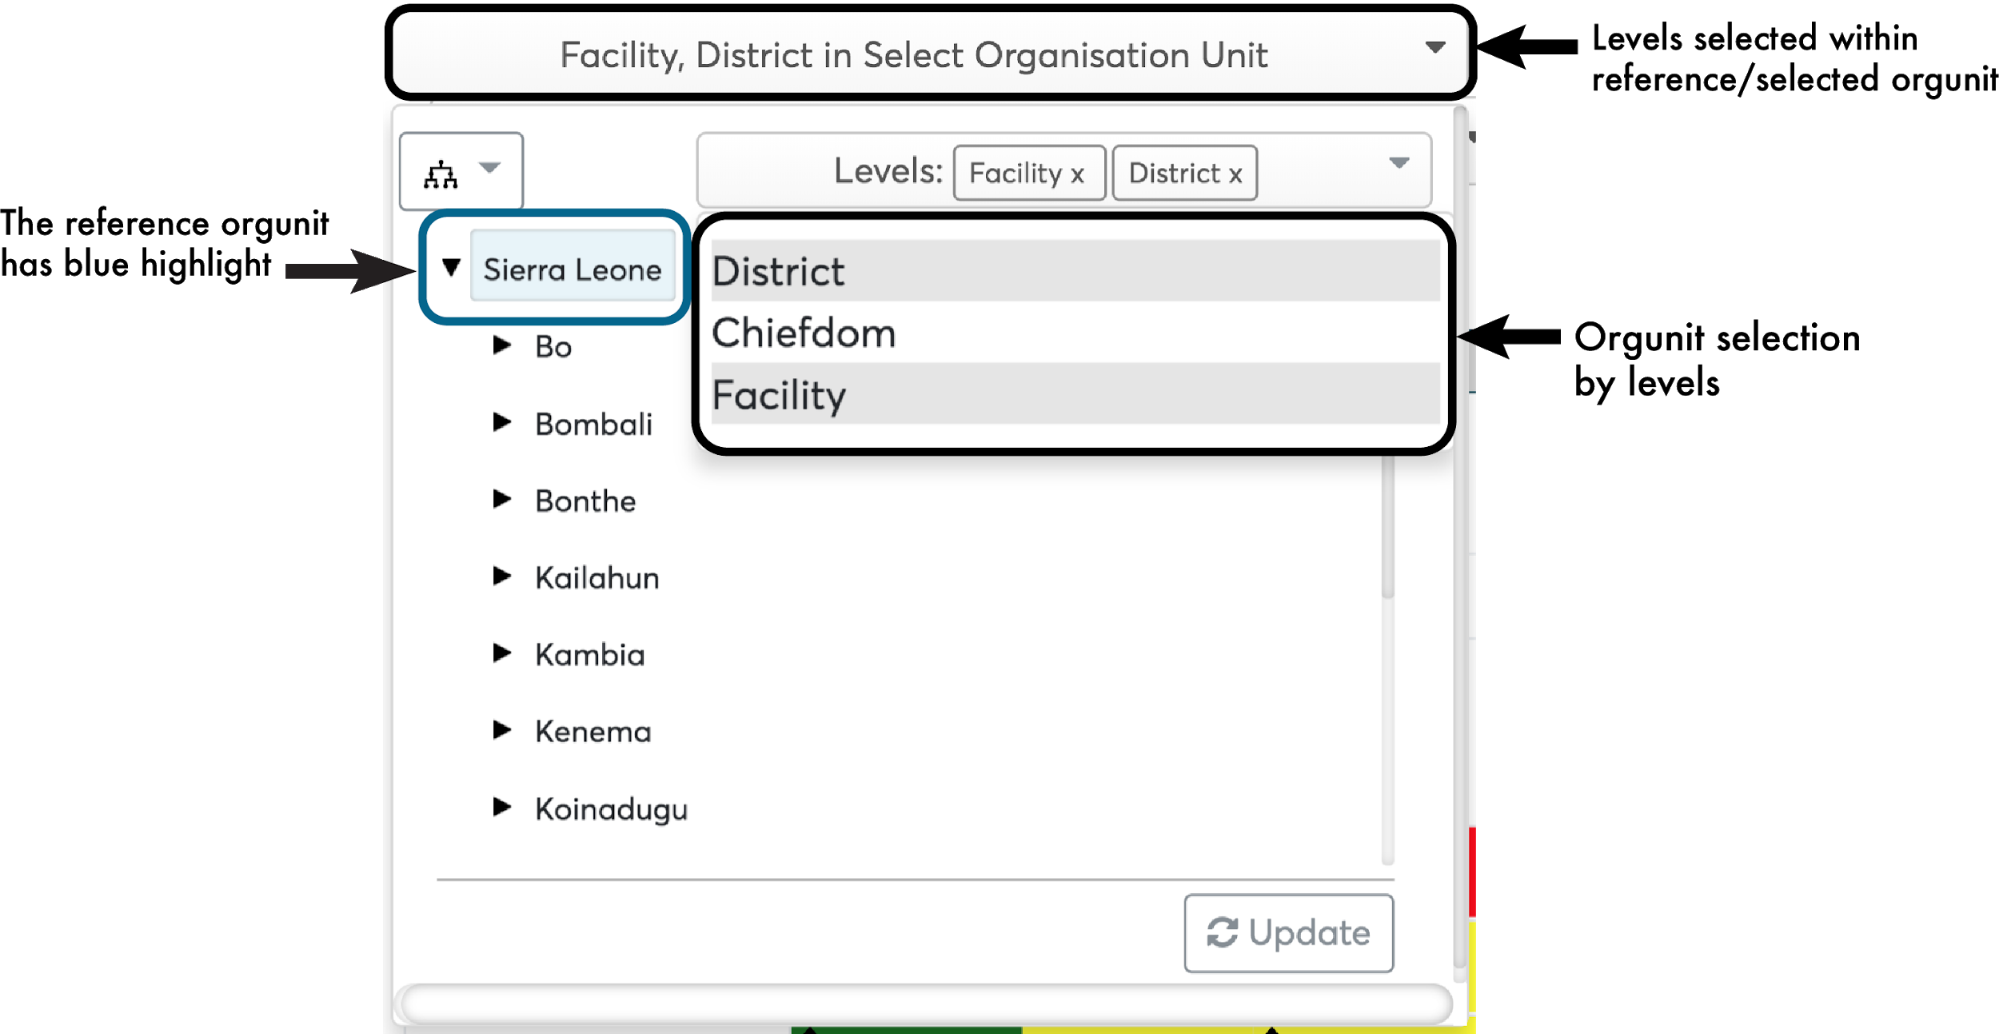 Facility, District in Select Organisation Unit
Levels selected within
reference/selected orgunit
Levels: Facility x District x
The reference orgunit
has blue highlight
Sierra Leone
District
Chiefdom
Facility
Orgunit selection
by levels
Bo
Bombali
Bonthe
Kailahun
Kambia
Kenema
Koinadugu
Update